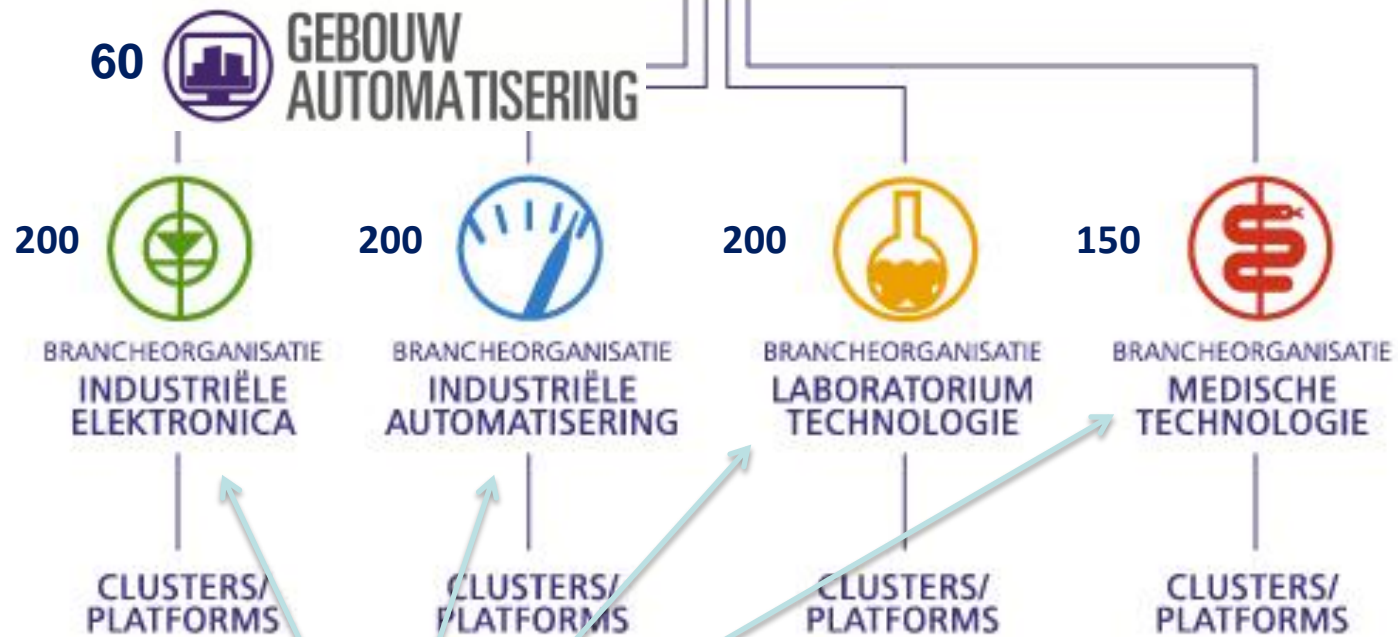 60
GEBOUW
AUTOMATISERING
200
200
200
150
BRANCHEORGANISATIE
INDUSTRIËLE
ELEKTRONICA
BRANCHEORGANISATIE
INDUSTRIËLE
AUTOMATISERING
BRANCHEORGANISATIE
LABORATORIUM
TECHNOLOGIE
BRANCHEORGANISATIE
MEDISCHE
TECHNOLOGIE
CLUSTERS/
PLATFORMS
CLUSTERS/
PLATFORMS
CLUSTERS/
PLATFORMS
CLUSTERS/
PLATFORMS